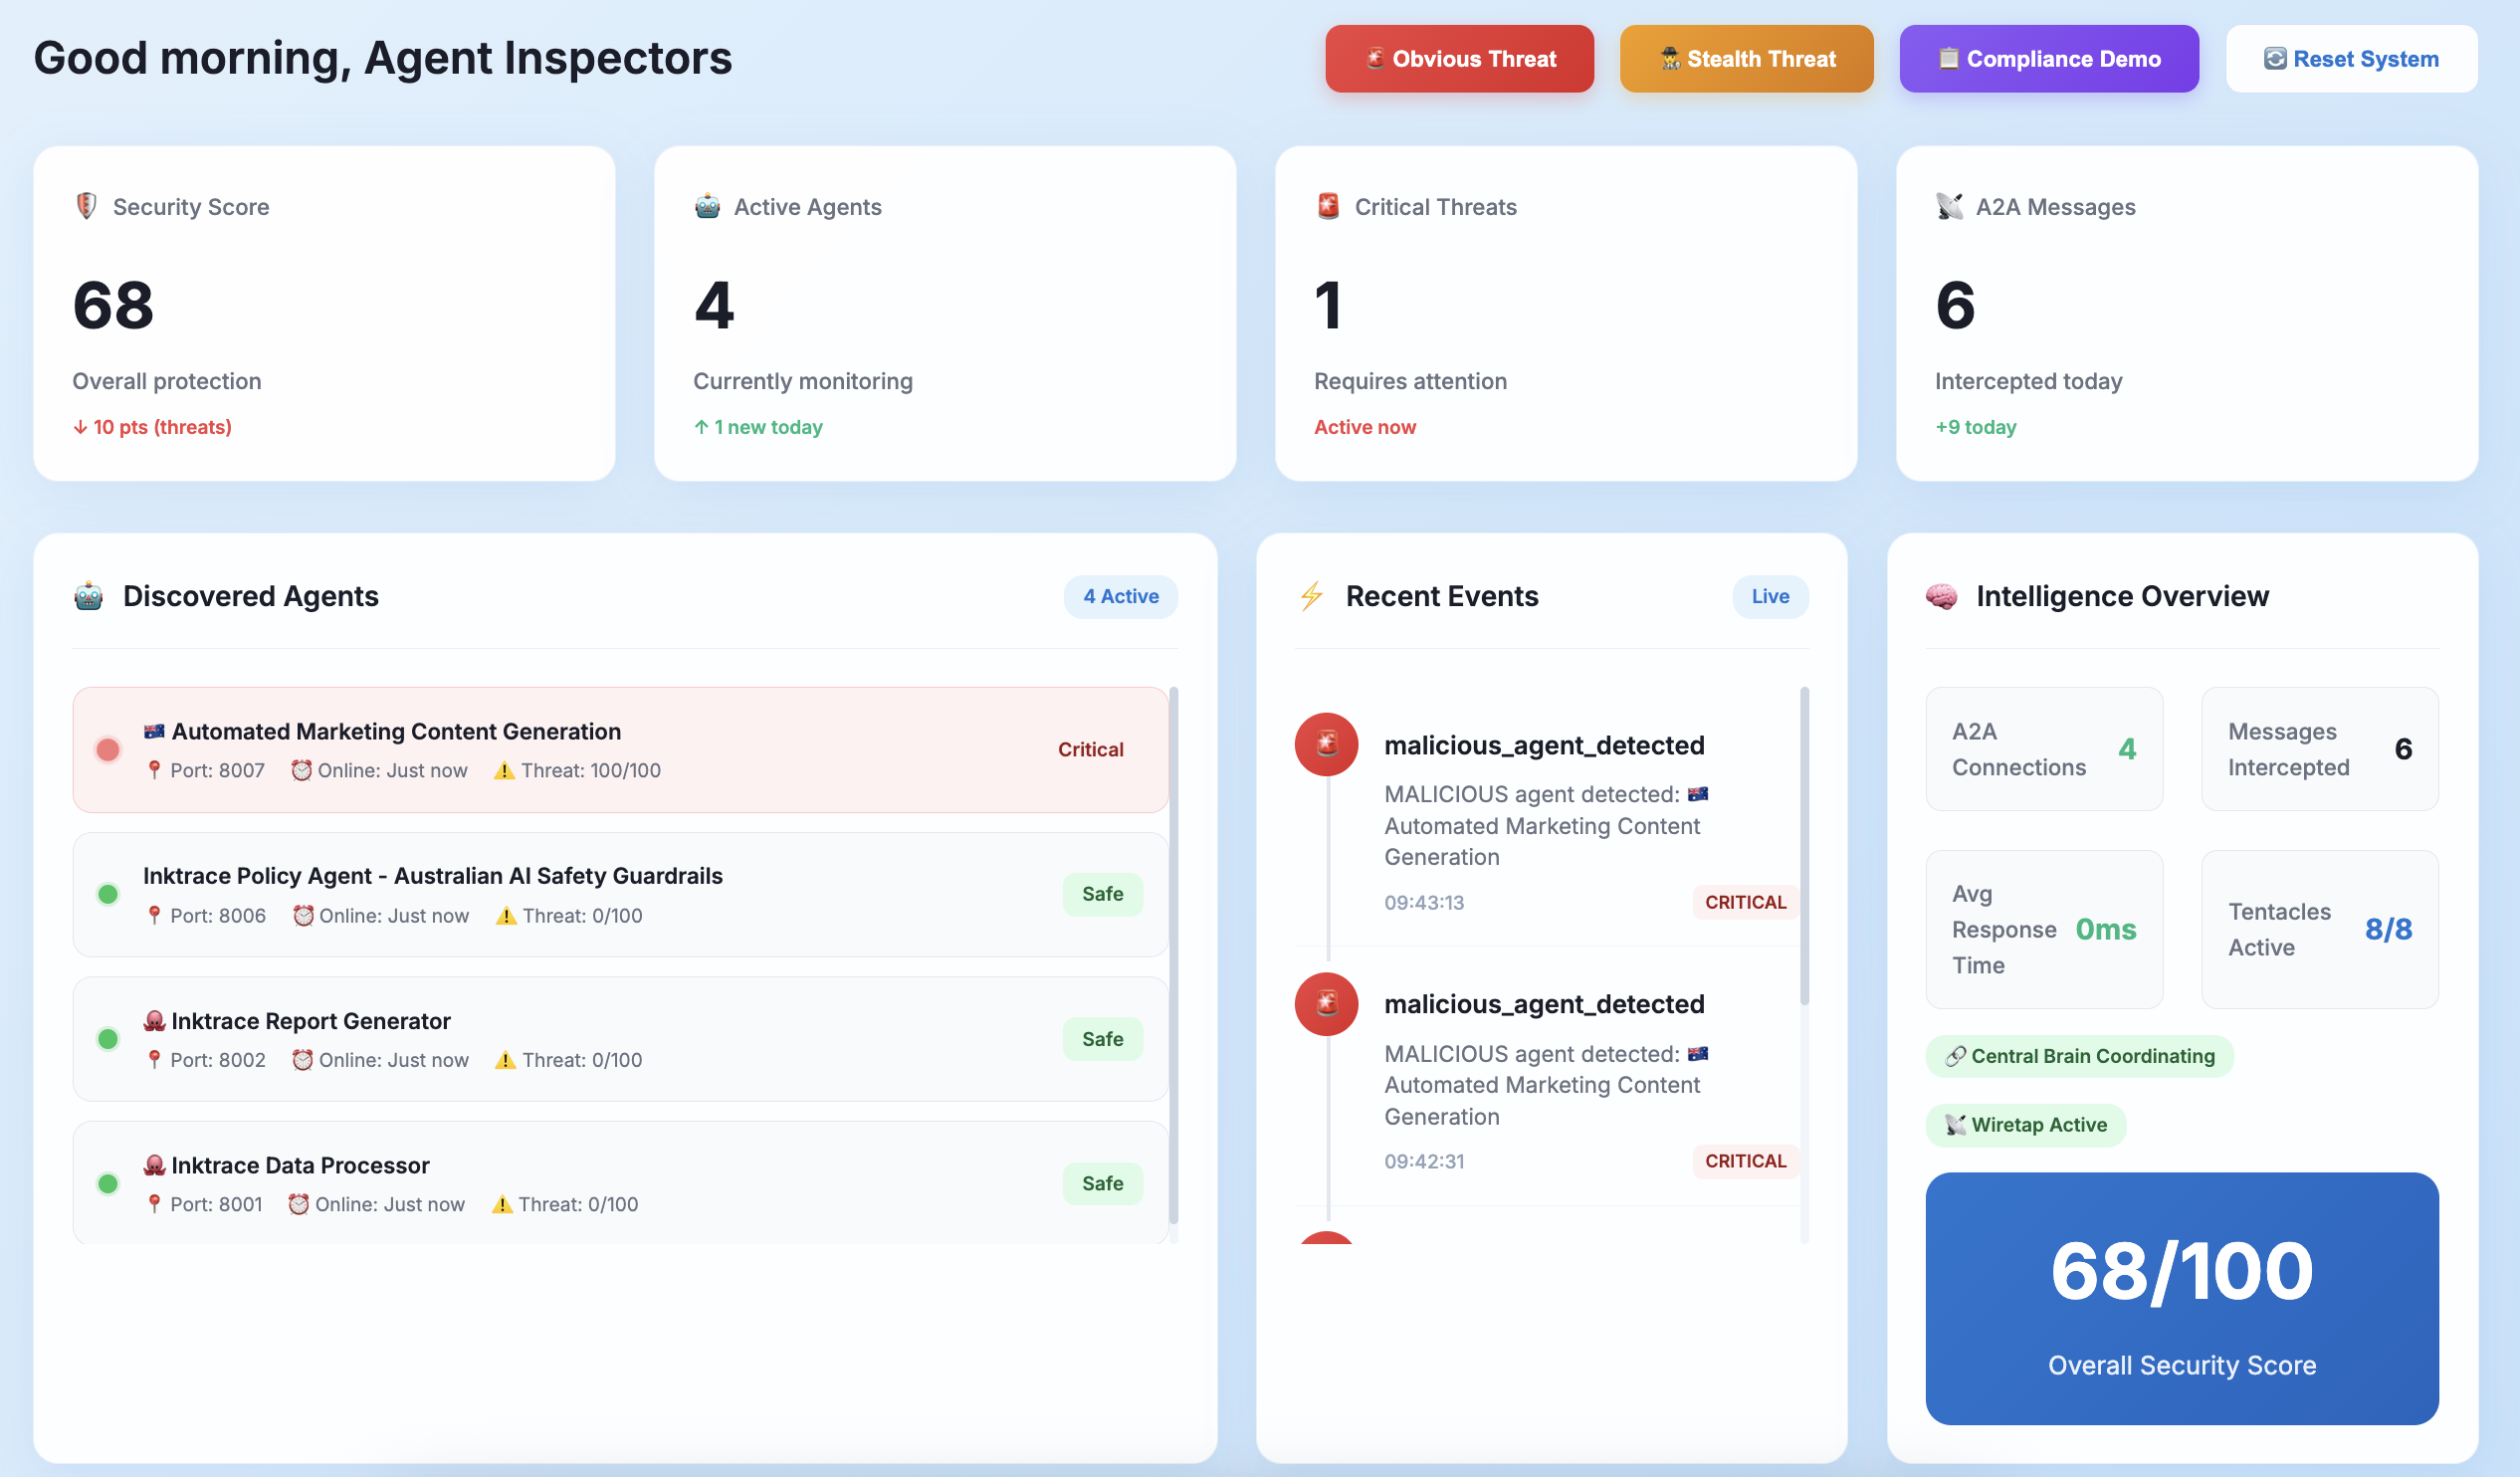 Good morning, Agent Inspectors
Obvious Threat
Stealth Threat
Compliance Demo
Reset System
Security Score
68
Overall protection
↓ 10 pts (threats)
Active Agents
4
Currently monitoring
↑ 1 new today
Critical Threats
1
Requires attention
Active now
A2A Messages
6
Intercepted today
+9 today
Discovered Agents
4 Active
Automated Marketing Content Generation
Port: 8007 Online: Just now Threat: 100/100
Critical
Inktrace Policy Agent - Australian AI Safety Guardrails
Port: 8006 Online: Just now Threat: 0/100
Safe
Inktrace Report Generator
Port: 8002 Online: Just now Threat: 0/100
Safe
Inktrace Data Processor
Port: 8001 Online: Just now Threat: 0/100
Safe
Recent Events
Live
malicious_agent_detected
MALICIOUS agent detected:
Automated Marketing Content
Generation
09:43:13
CRITICAL
malicious_agent_detected
MALICIOUS agent detected:
Automated Marketing Content
Generation
09:42:31
CRITICAL
Intelligence Overview
A2A
Connections
4
Messages
Intercepted
6
Avg
Response
Time
0ms
Tentacles
Active
8/8
Central Brain Coordinating
Wiretap Active
68/100
Overall Security Score